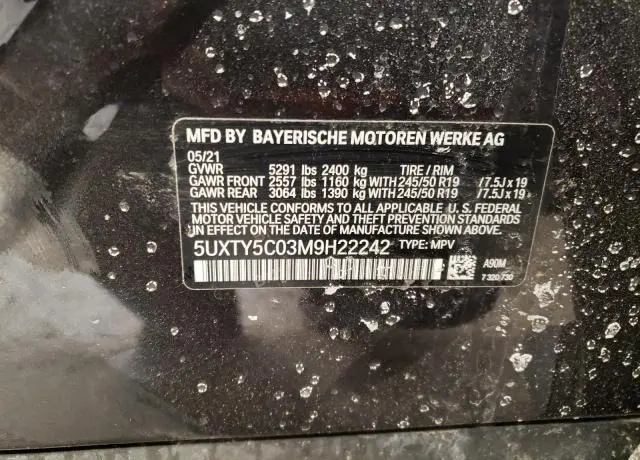 MFD BY BAYERISCHE MOTOREN WERKE AG
05/21
GVWR 5291 lbs 2400 kg TIRE / RIM
GAWR FRONT 2557 lbs 1160 kg WITH 245/50 R19 /7.5J x 19
GAWR REAR 3064 lbs 1390 kg WITH 245/50 R19 /7.5J x 19
THIS VEHICLE CONFORMS TO ALL APPLICABLE U. S. FEDERAL
MOTOR VEHICLE SAFETY AND THEFT PREVENTION STANDARDS
IN EFFECT ON THE DATE OF MANUFACTURE SHOWN ABOVE.
5UXTY5C03M9H22242 TYPE: MPV
A90M
7 320 730